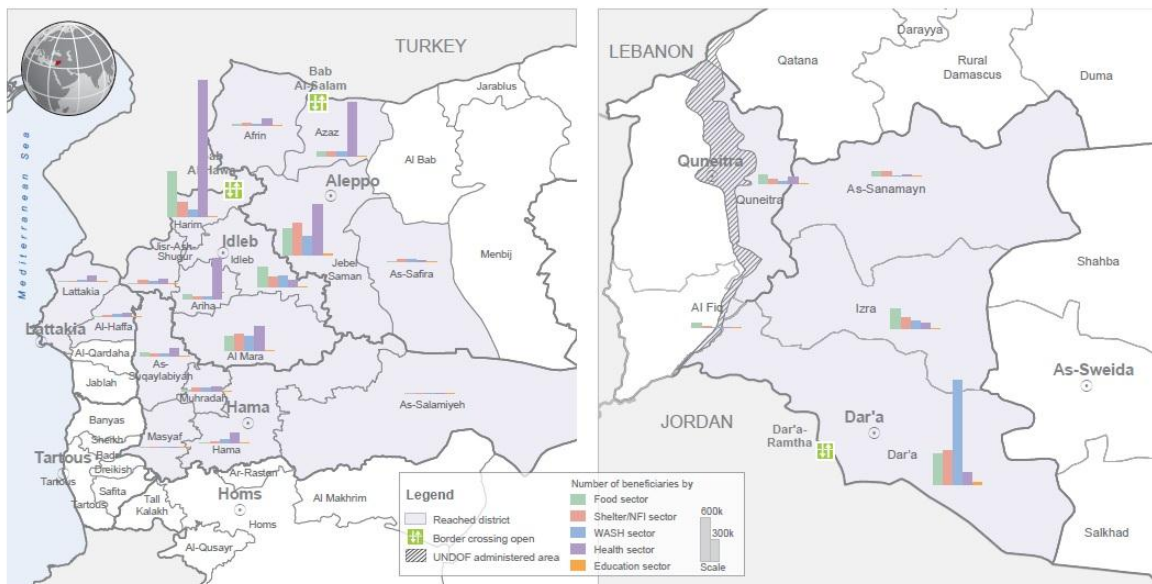 TURKEY
Bab
Al-Salam
Jarablus
Afrin
Azaz
Al Bab
Al-Hawa
Aleppo
Mediterranean Sea
Harim
Jisr-Ash-
Shugur
Idleb
Idleb
Jebel
Saman
As-Safira
Menbij
Lattakia
Ariha
Al-Haffa
Lattakia
Al Mara
Al-Qardaha
As-
Suqaylabiyah
Jablah
Muhradah
Hama
As-Salamiyeh
Banyas
Sheikh
Masyaf
Hama
Tartous
Dreikish
Tartous
Safita
Tartous
Tall
Kalakh
Ar-Rastan
Homs
Homs
Al Makhrim
Al-Qusayr
LEBANON
Qatana
Darayya
Rural
Damascus
Duma
Quneitra
Quneitra
As-Sanamayn
Shahba
Al Fiq
Izra
As-Sweida
JORDAN
Dar'a-
Ramtha
Dar'a
Dar'a
Salkhad
Legend
Reached district
Border crossing open
UNDOF administered area
Number of beneficiaries by
Food sector
Shelter/NFI sector
WASH sector
Health sector
Education sector
600k
300k
Scale